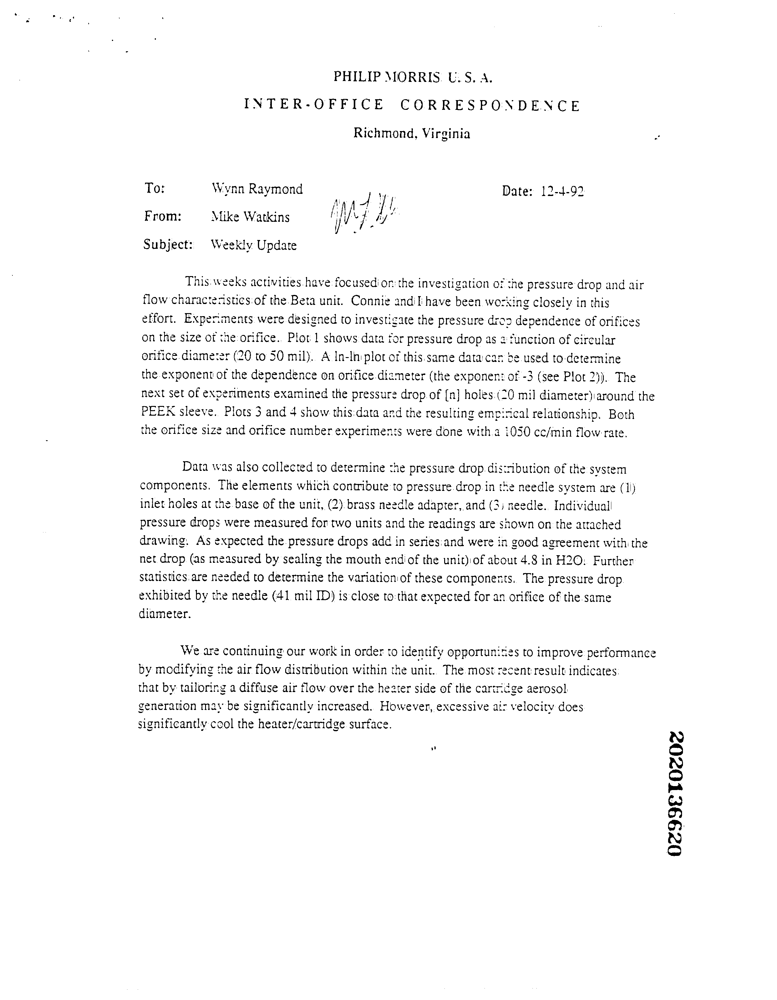 PHILIP MORRIS U. S. A.
INTER-OFFICE CORRESPONDENCE
Richmond, Virginia
To: Wynn Raymond Date: 12-4-92
From: Mike Watkins
Subject: Weekly Update
This weeks activities have focused on the investigation of the pressure drop and air
flow characteristics of the Beta unit. Connie and I have been working closely in this
effort. Experiments were designed to investigate the pressure drop dependence of orifices
on the size of the orifice. Plot 1 shows data for pressure drop as a function of circular
orifice diameter (20 to 50 mil). A ln-ln plot of this same data can be used to determine
the exponent of the dependence on orifice diameter (the exponent of -3 (see Plot 2)). The
next set of experiments examined the pressure drop of [n] holes (20 mil diameter) around the
PEEK sleeve. Plots 3 and 4 show this data and the resulting empirical relationship. Both
the orifice size and orifice number experiments were done with a 1050 cc/min flow rate.
Data was also collected to determine the pressure drop distribution of the system
components. The elements which contribute to pressure drop in the needle system are (1)
inlet holes at the base of the unit, (2) brass needle adapter, and (3) needle. Individual
pressure drops were measured for two units and the readings are shown on the attached
drawing. As expected the pressure drops add in series and were in good agreement with the
net drop (as measured by sealing the mouth end of the unit) of about 4.8 in H2O. Further
statistics are needed to determine the variation of these components. The pressure drop
exhibited by the needle (41 mil ID) is close to that expected for an orifice of the same
diameter.
We are continuing our work in order to identify opportunities to improve performance
by modifying the air flow distribution within the unit. The most recent result indicates
that by tailoring a diffuse air flow over the heater side of the cartridge aerosol
generation may be significantly increased. However, excessive air velocity does
significantly cool the heater/cartridge surface.
2020136620